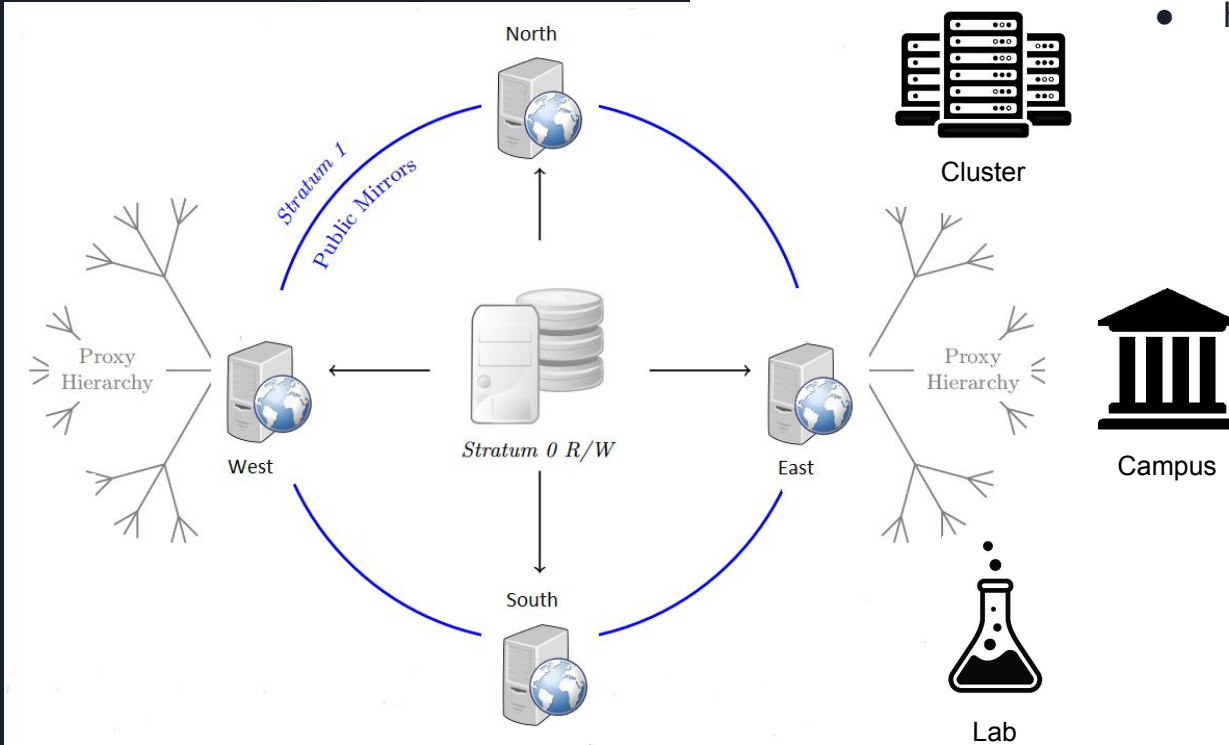 North
Stratum 1
Public Mirrors
Cluster
Proxy
Hierarchy
Proxy
Hierarchy
Stratum 0 R/W
West
East
Campus
South
Lab